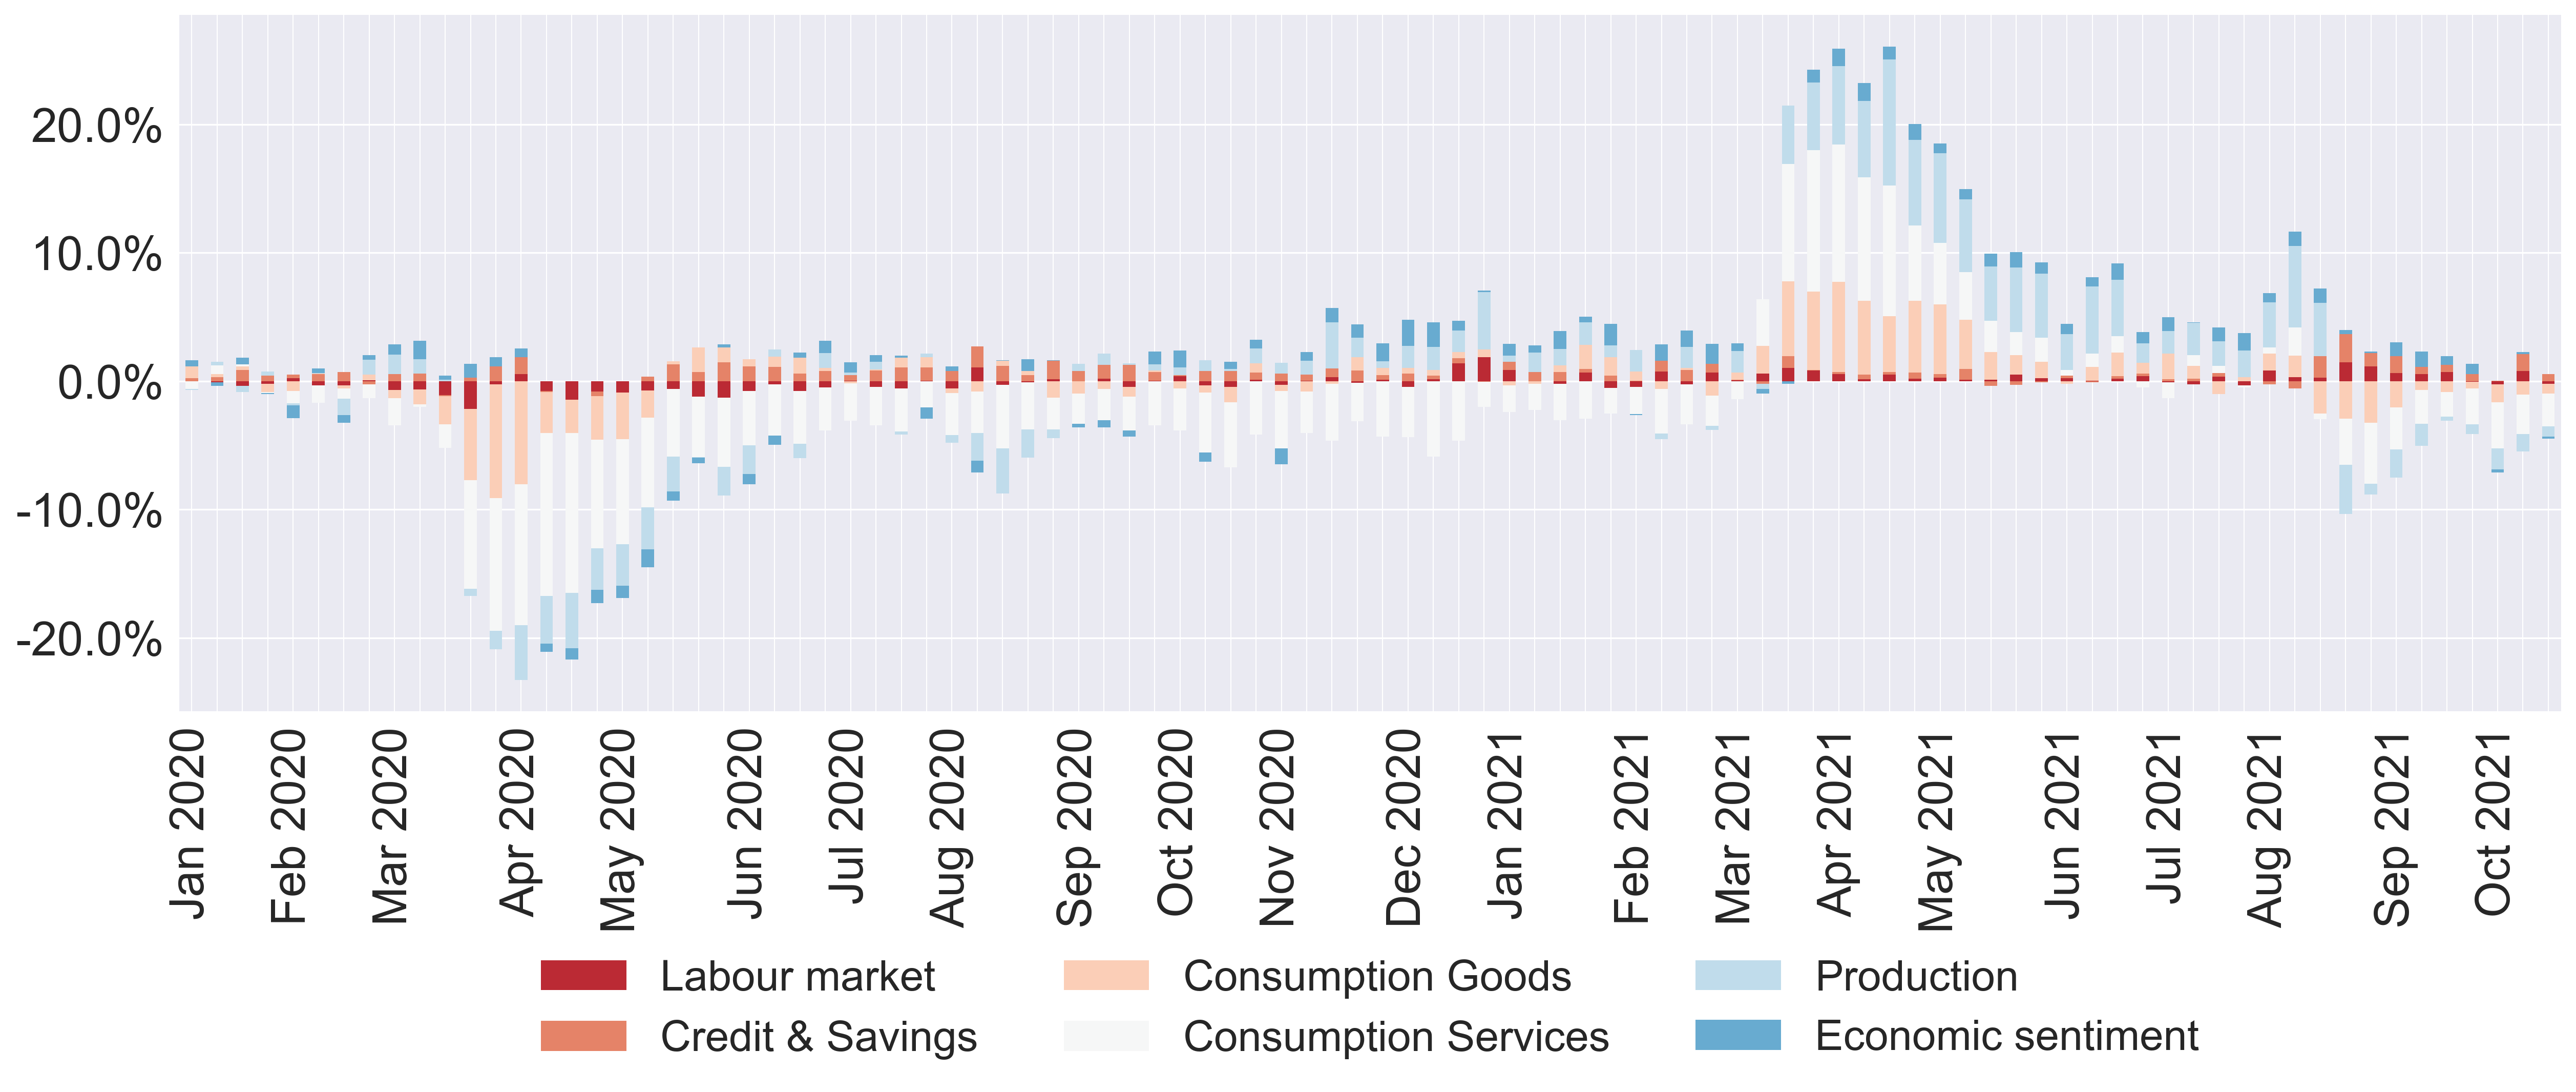 20.0%
10.0%
0.0%
-10.0%
-20.0%
Jan 2020
Feb 2020
Mar 2020
Apr 2020
May 2020
Jun 2020
Jul 2020
Aug 2020
Sep 2020
Oct 2020
Nov 2020
Dec 2020
Jan 2021
Feb 2021
Mar 2021
Apr 2021
May 2021
Jun 2021
Jul 2021
Aug 2021
Sep 2021
Oct 2021
Labour market
Consumption Goods
Production
Credit & Savings
Consumption Services
Economic sentiment